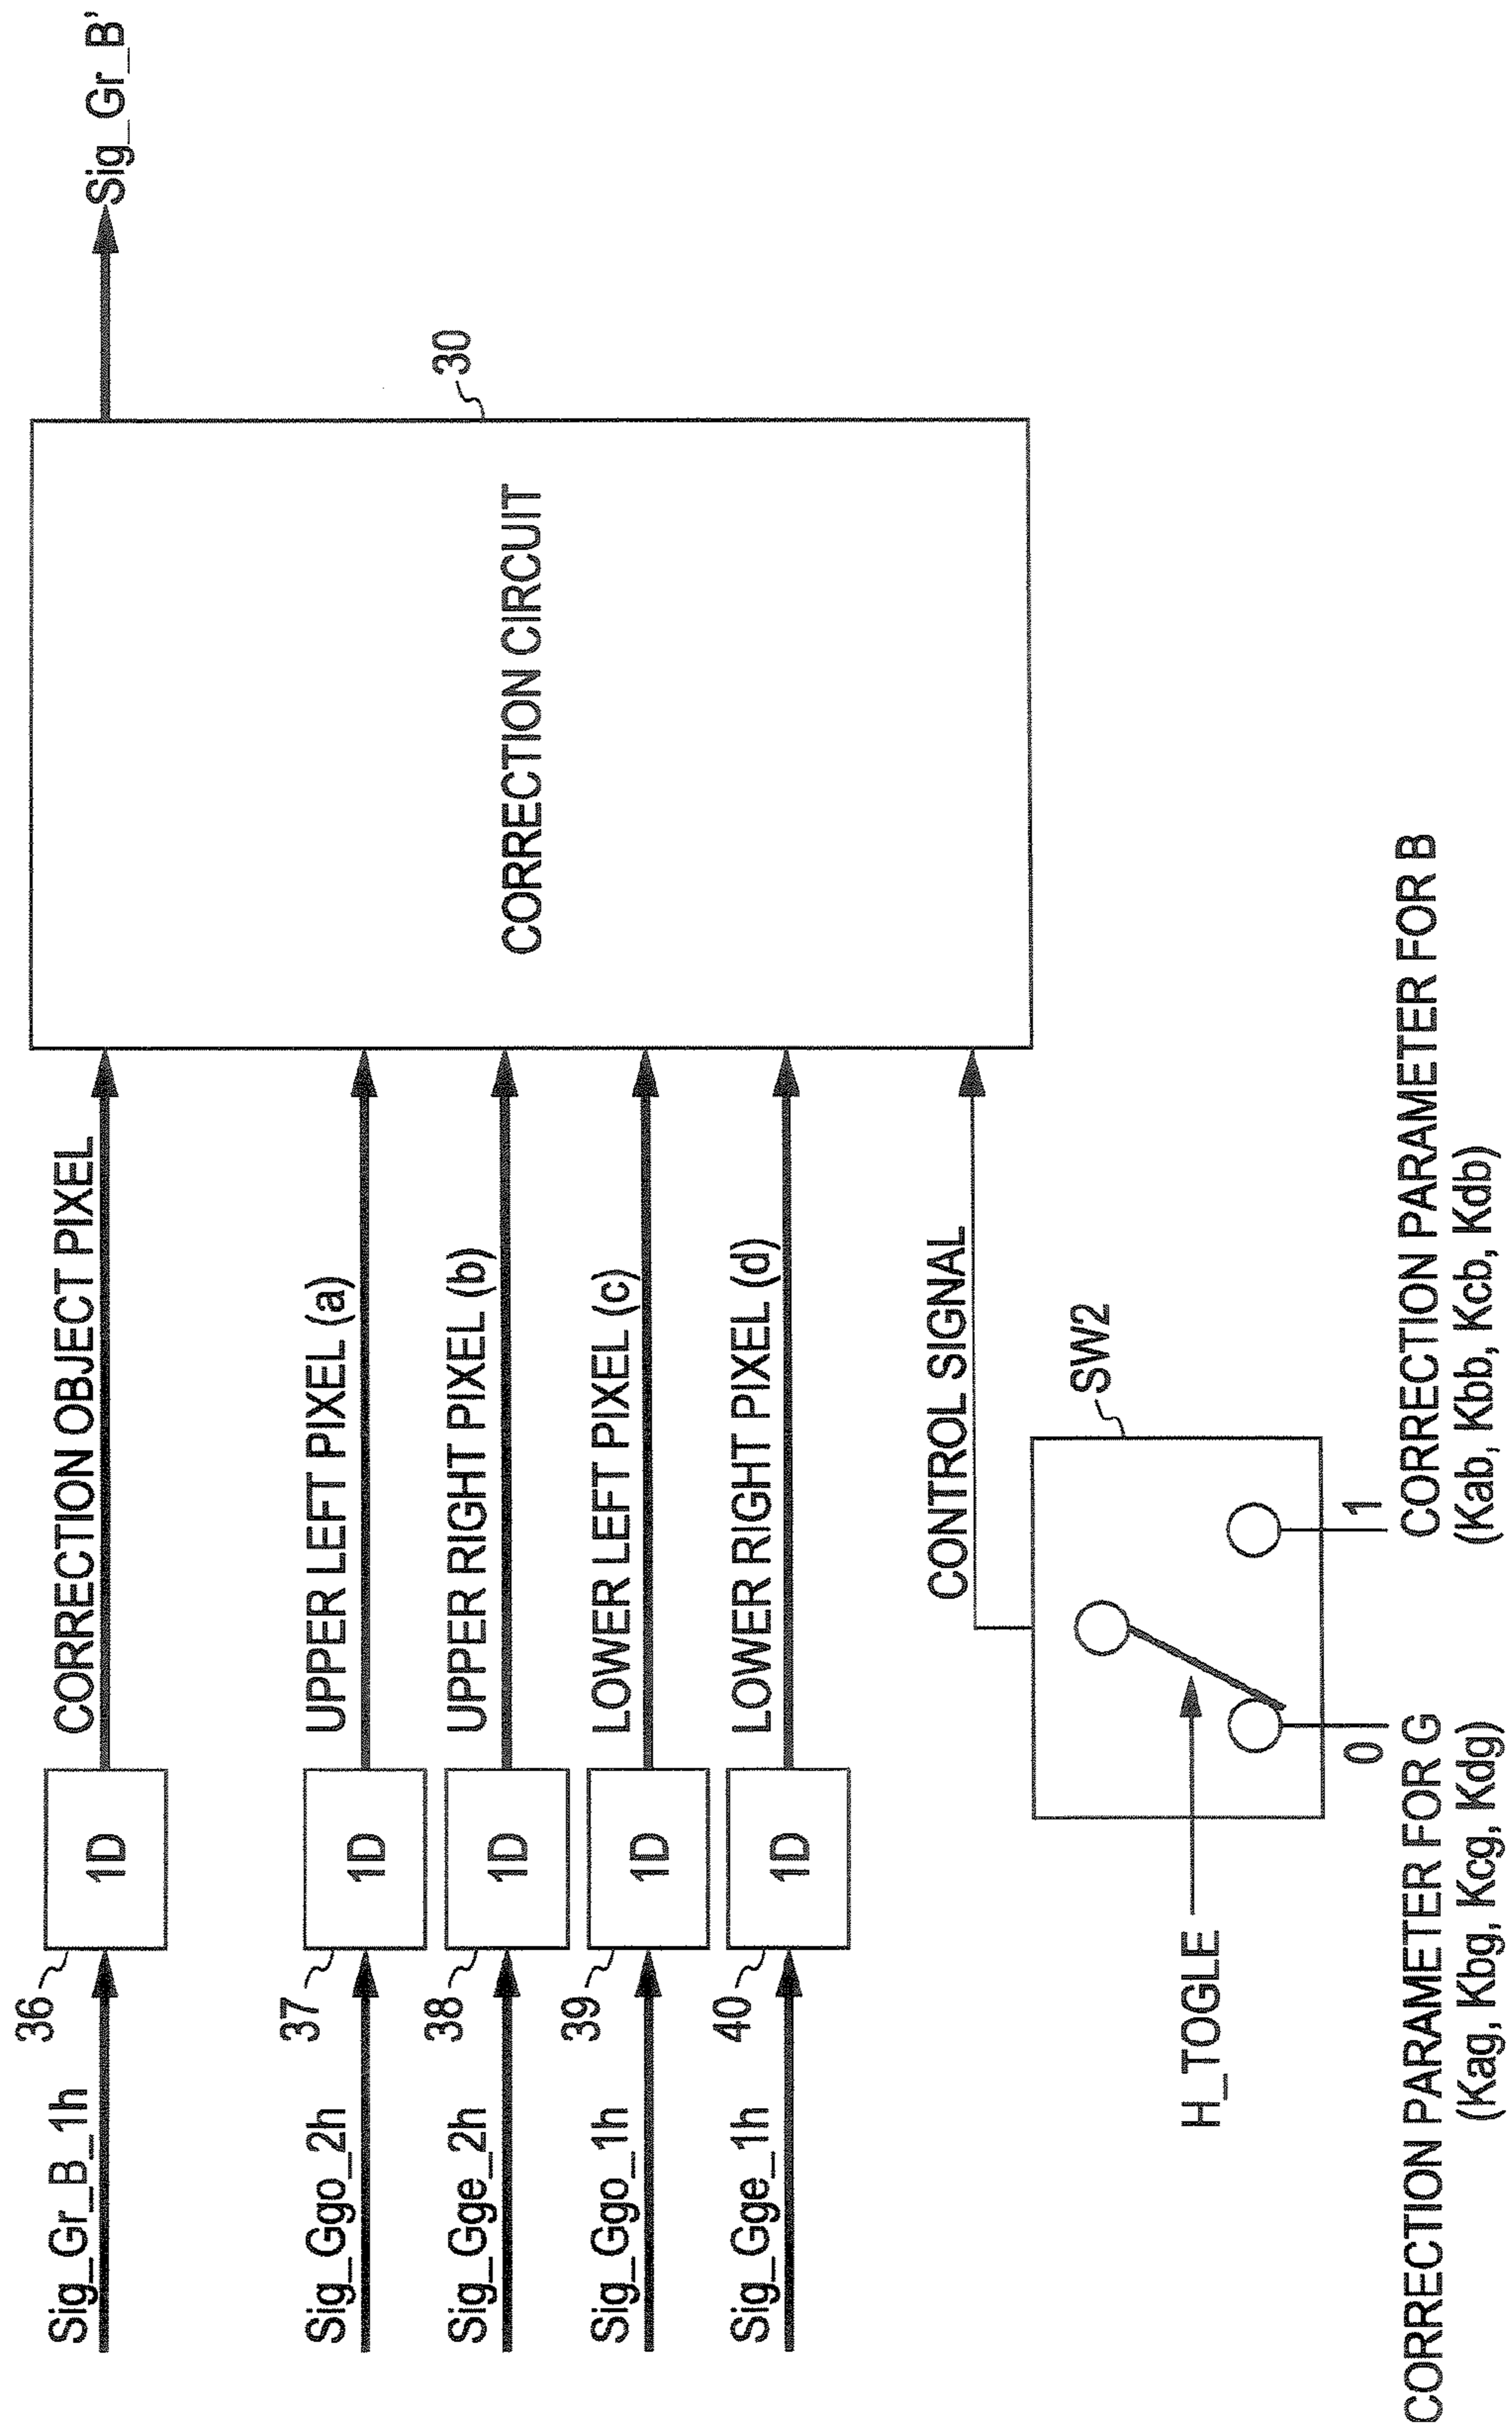 Sig_Gr_B_1h
36
1D
CORRECTION OBJECT PIXEL
Sig_Gr_B'
Sig_Ggo_2h
37
1D
UPPER LEFT PIXEL (a)
Sig_Gge_2h
38
1D
UPPER RIGHT PIXEL (b)
Sig_Ggo_1h
39
1D
LOWER LEFT PIXEL (c)
Sig_Gge_1h
40
1D
LOWER RIGHT PIXEL (d)
CORRECTION CIRCUIT
30
CONTROL SIGNAL
SW2
H_TOGLE
0
1
CORRECTION PARAMETER FOR G
(Kag, Kbg, Kcg, Kdg)
CORRECTION PARAMETER FOR B
(Kab, Kbb, Kcb, Kdb)